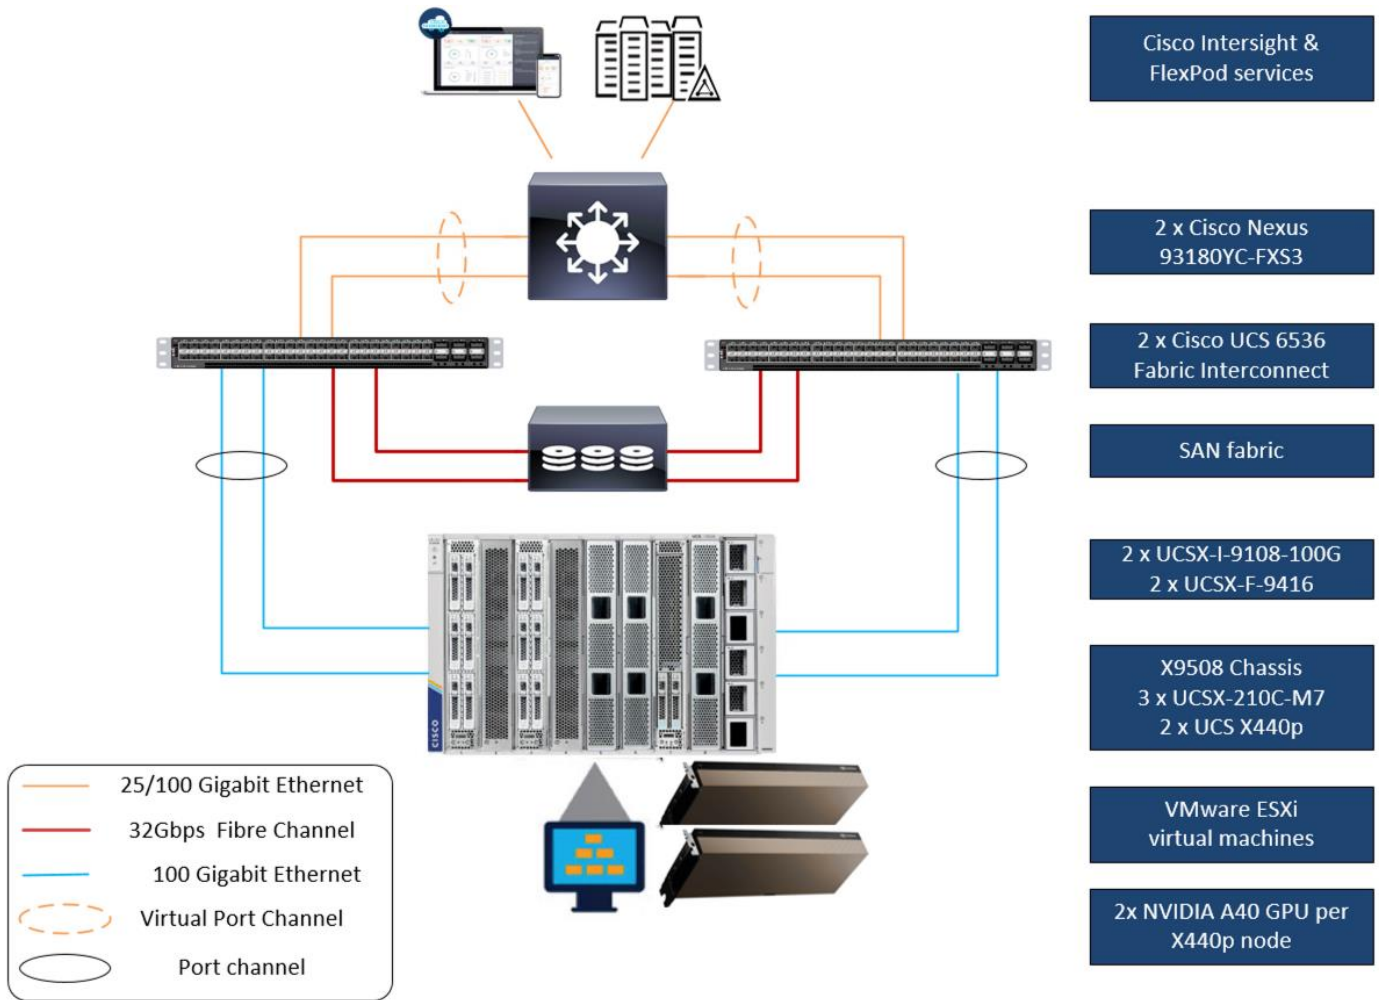 Cisco Intersight &
FlexPod services
2 x Cisco Nexus
93180YC-FXS3
2 x Cisco UCS 6536
Fabric Interconnect
SAN fabric
2 x UCSX-I-9108-100G
2 x UCSX-F-9416
X9508 Chassis
3 x UCSX-210C-M7
2 x UCS X440p
VMware ESXi
virtual machines
2x NVIDIA A40 GPU per
X440p node
CISCO
25/100 Gigabit Ethernet
32Gbps Fibre Channel
100 Gigabit Ethernet
Virtual Port Channel
Port channel